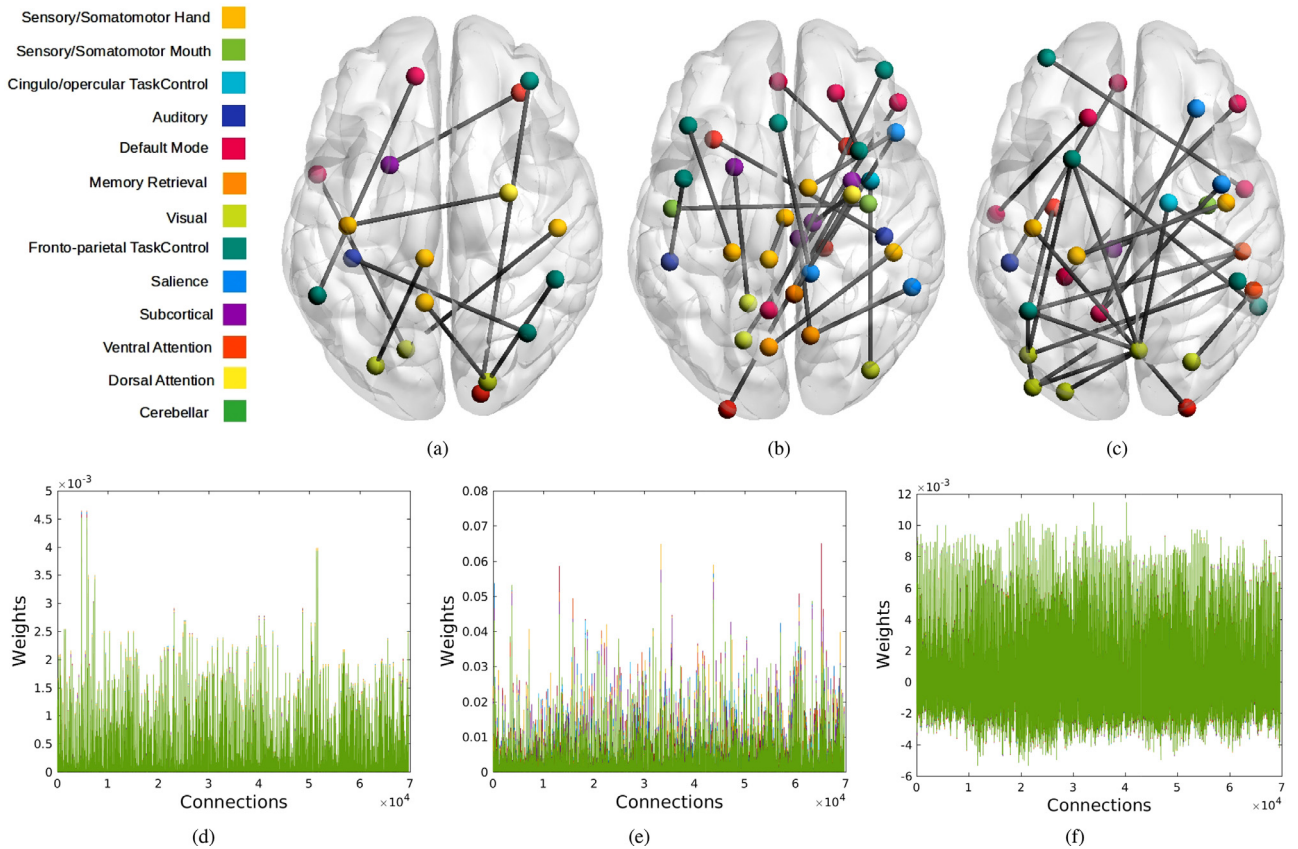 Sensory/Somatomotor Hand
Sensory/Somatomotor Mouth
Cingulo/opercular TaskControl
Auditory
Default Mode
Memory Retrieval
Visual
Fronto-parietal TaskControl
Salience
Subcortical
Ventral Attention
Dorsal Attention
Cerebellar
(a) (b) (c)
×10⁻³
5
4.5
4
3.5
3
2.5
2
1.5
1
0.5
0
Weights
0 1 2 3 4 5 6 70
Connections ×10⁴
(d)
0.08
0.07
0.06
0.05
0.04
0.03
0.02
0.01
0
Weights
0 1 2 3 4 5 60 70
Connections ×10⁴
(e)
×10⁻³
12
10
8
6
4
2
0
-2
-4
-6
Weights
0 1 2 3 4 5 60 70
Connections ×10⁴
(f)